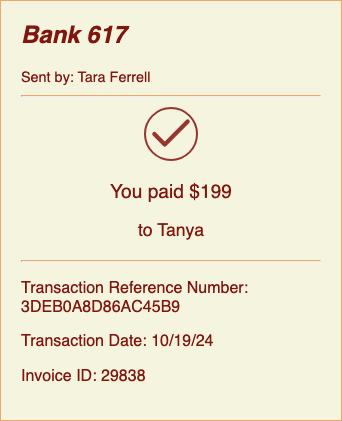 Bank 617
Sent by: Tara Ferrell
You paid $199
to Tanya
Transaction Reference Number:
3DEB0A8D86AC45B9
Transaction Date: 10/19/24
Invoice ID: 29838